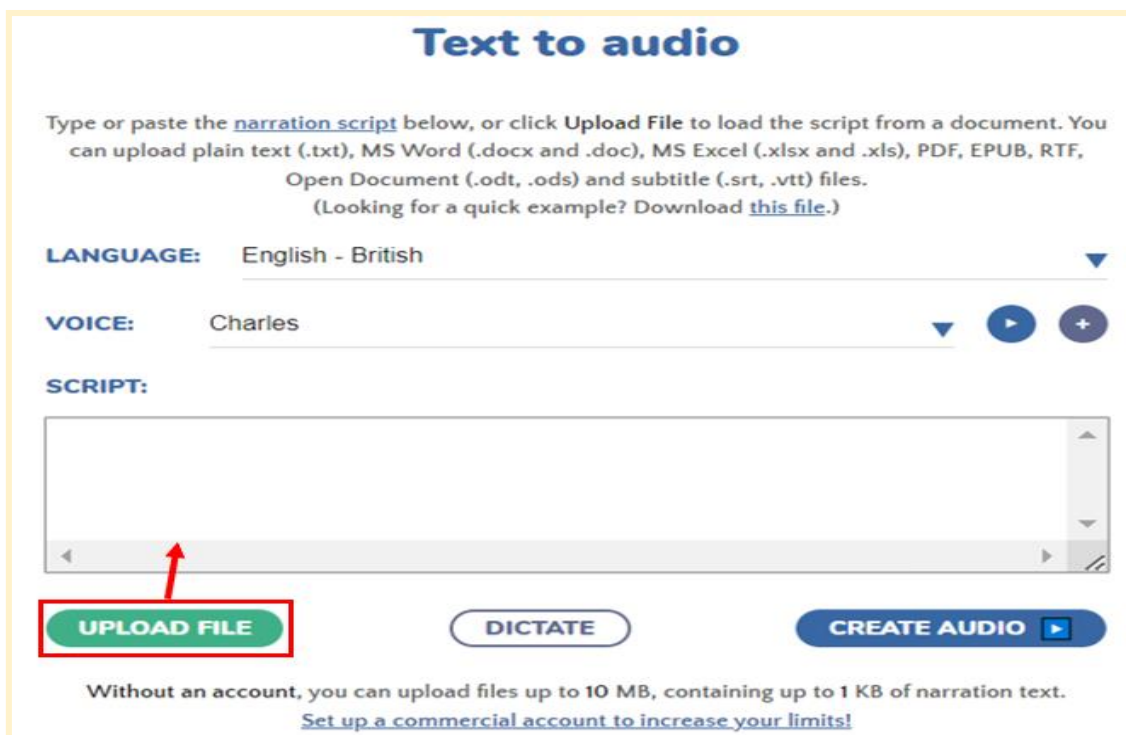 Text to audio
Type or paste the narration script below, or click Upload File to load the script from a document. You
can upload plain text (.txt), MS Word (.docx and .doc), MS Excel (.xlsx and .xls), PDF, EPUB, RTF,
Open Document (.odt, .ods) and subtitle (.srt, .vtt) files.
(Looking for a quick example? Download this file.)
LANGUAGE: English - British
VOICE: Charles
SCRIPT:
UPLOAD FILE DICTATE CREATE AUDIO
Without an account, you can upload files up to 10 MB, containing up to 1 KB of narration text.
Set up a commercial account to increase your limits!